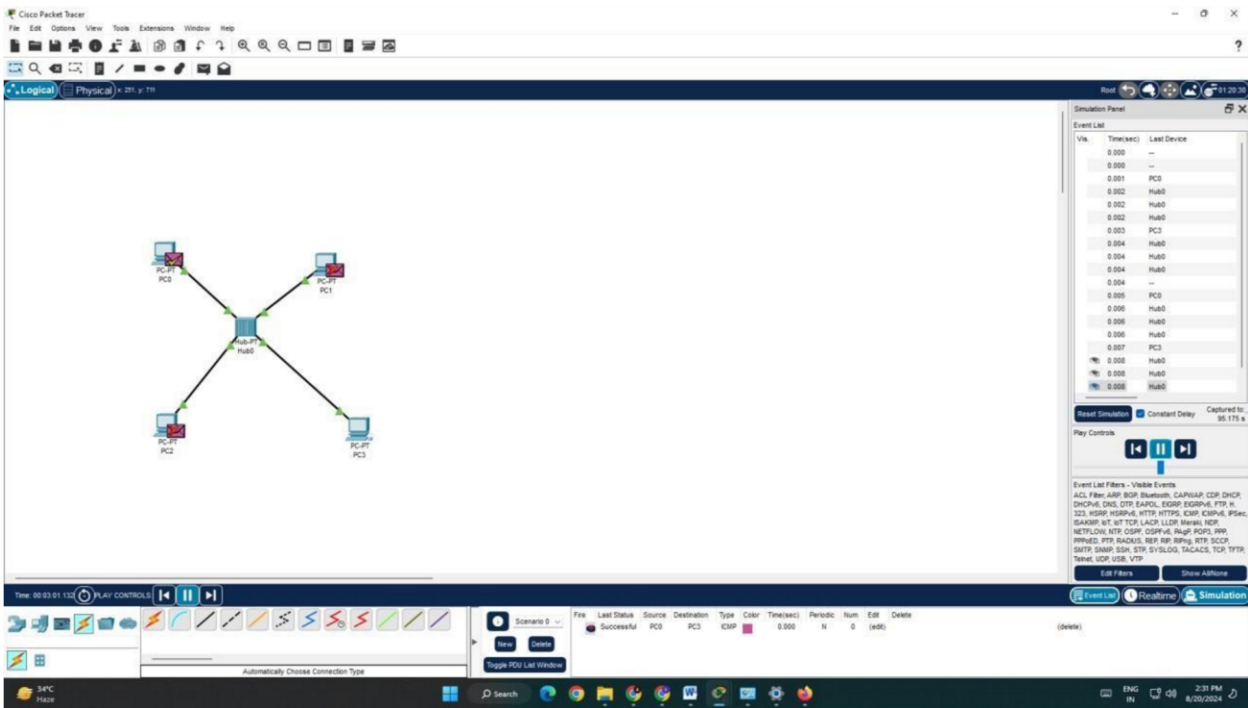 Cisco Packet Tracer
File Edit Options View Tools Extensions Window Help
?
Logical Physical x: 251, y: 711 Root 01:20:30
Simulation Panel
Event List
Vis. Time(sec) Last Device
0.000 --
0.000 --
0.001 PC0
0.002 Hub0
0.002 Hub0
0.002 Hub0
0.003 PC3
0.004 Hub0
0.004 Hub0
0.004 Hub0
0.004 --
0.005 PC0
0.006 Hub0
0.006 Hub0
0.006 Hub0
0.007 PC3
0.008 Hub0
0.008 Hub0
0.008 Hub0
Reset Simulation Constant Delay Captured to:
95.175 s
Play Controls
Event List Filters - Visible Events
ACL Filter, ARP, BGP, Bluetooth, CAPWAP, CDP, DHCP,
DHCPv6, DNS, DTP, EAPOL, EIGRP, EIGRPv6, FTP, H.
323, HSRP, HSRPv6, HTTP, HTTPS, ICMP, ICMPv6, IPSec,
ISAKMP, IoT, IoT TCP, LACP, LLDP, Meraki, NDP,
NETFLOW, NTP, OSPF, OSPFv6, PAgP, POP3, PPP,
PPPoED, PTP, RADIUS, REP, RIP, RIPng, RTP, SCCP,
SMTP, SNMP, SSH, STP, SYSLOG, TACACS, TCP, TFTP,
Telnet, UDP, USB, VTP
Edit Filters Show All/None
PC-PT
PC0
PC-PT
PC1
Hub-PT
Hub0
PC-PT
PC2
PC-PT
PC3
Time: 00:03:01.132 PLAY CONTROLS: Event List Realtime Simulation
Scenario 0
New Delete
Toggle PDU List Window
Fire Last Status Source Destination Type Color Time(sec) Periodic Num Edit Delete
Successful PC0 PC3 ICMP 0.000 N 0 (edit) (delete)
Automatically Choose Connection Type
34°C
Haze
Search
ENG
IN
2:31 PM
8/20/2024